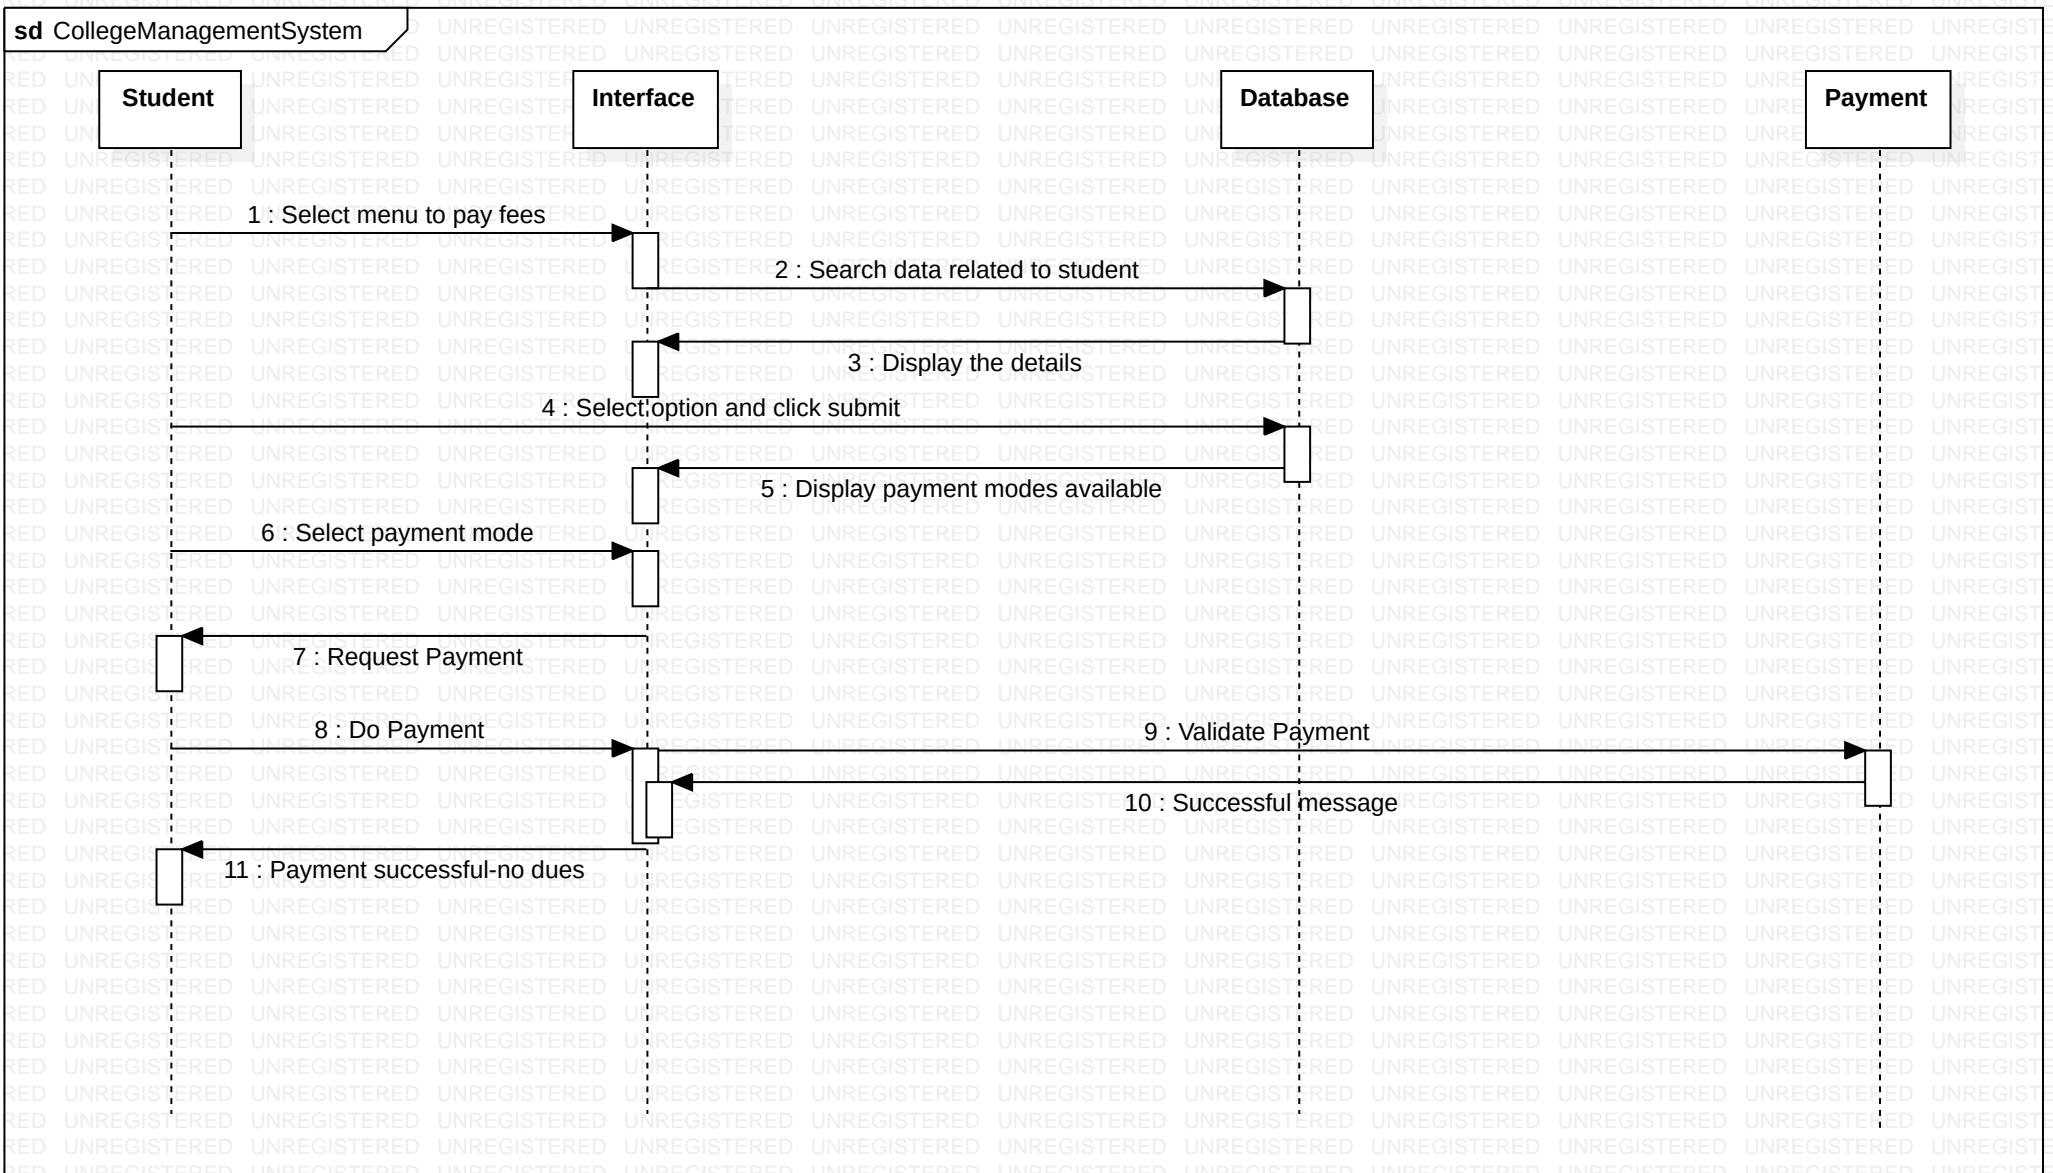 sd CollegeManagementSystem
Student
Interface
Database
Payment
1 : Select menu to pay fees
2 : Search data related to student
3 : Display the details
4 : Select option and click submit
5 : Display payment modes available
6 : Select payment mode
7 : Request Payment
8 : Do Payment
9 : Validate Payment
10 : Successful message
11 : Payment successful-no dues
UNREGISTERED